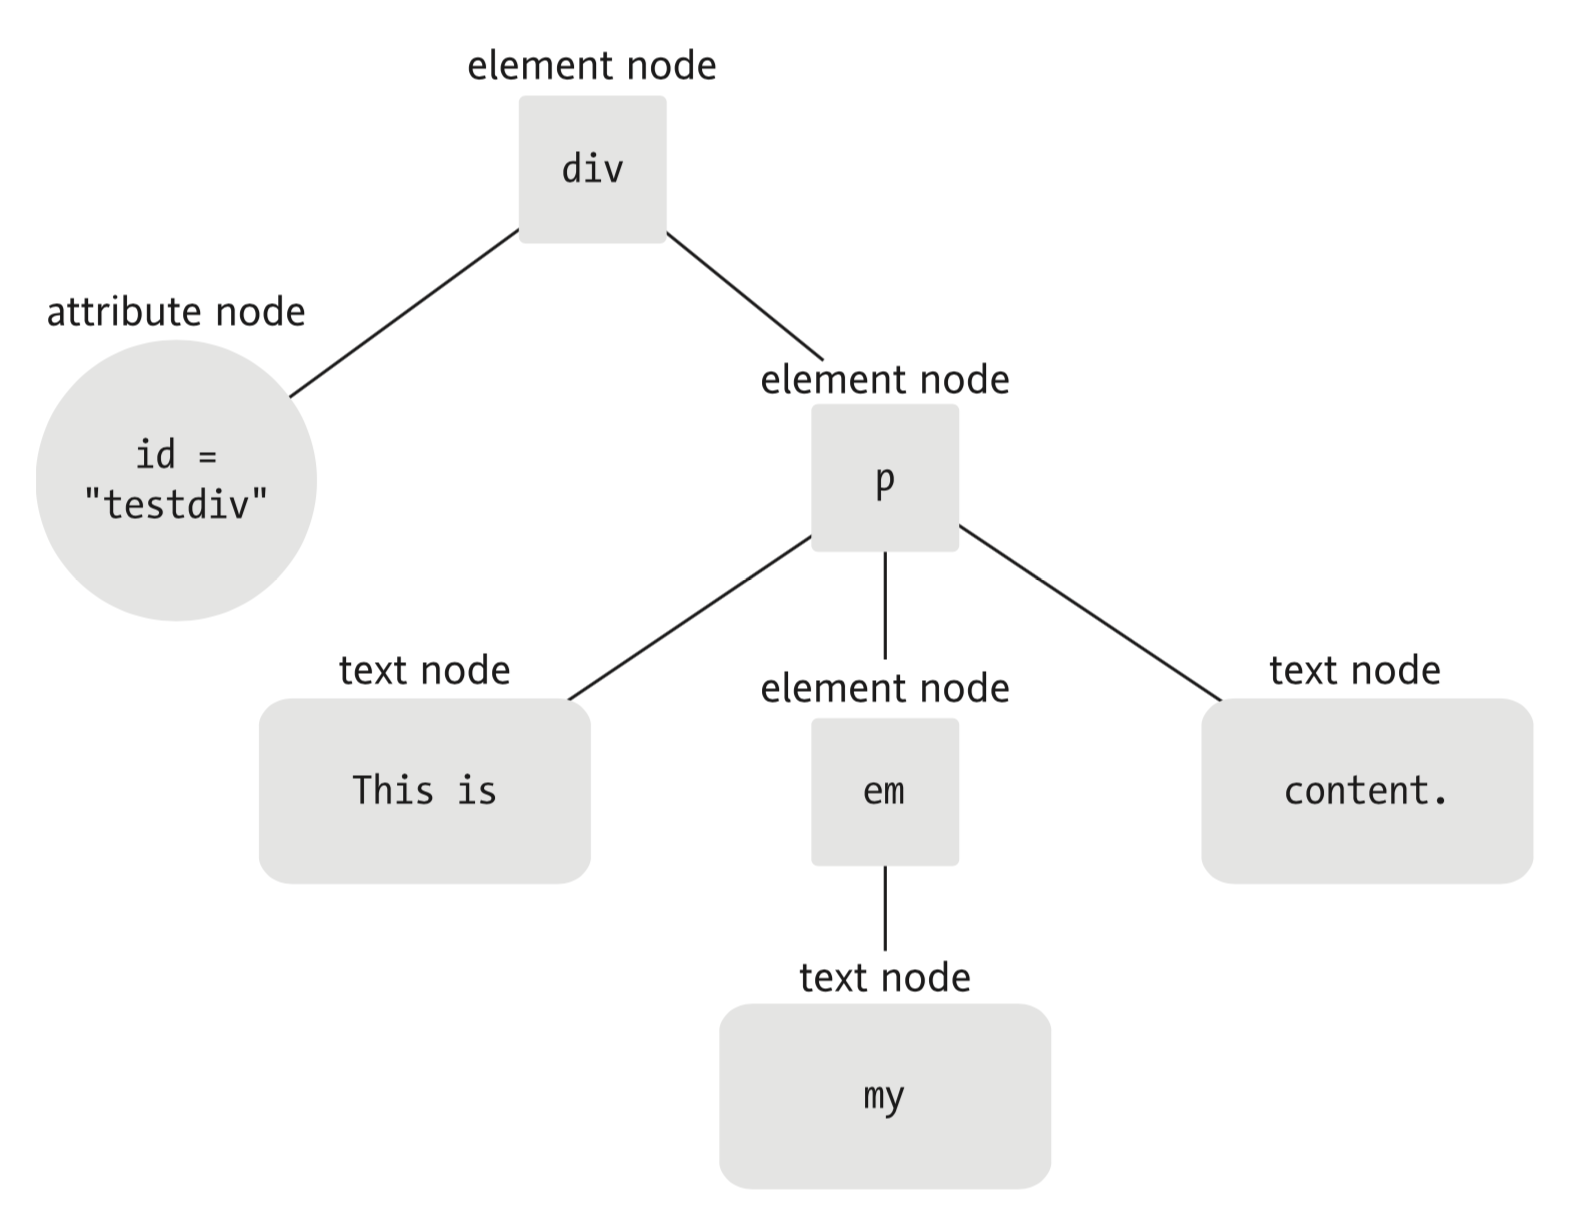 element node
div
attribute node
id =
"testdiv"
element node
p
text node
This is
element node
em
text node
content.
text node
my